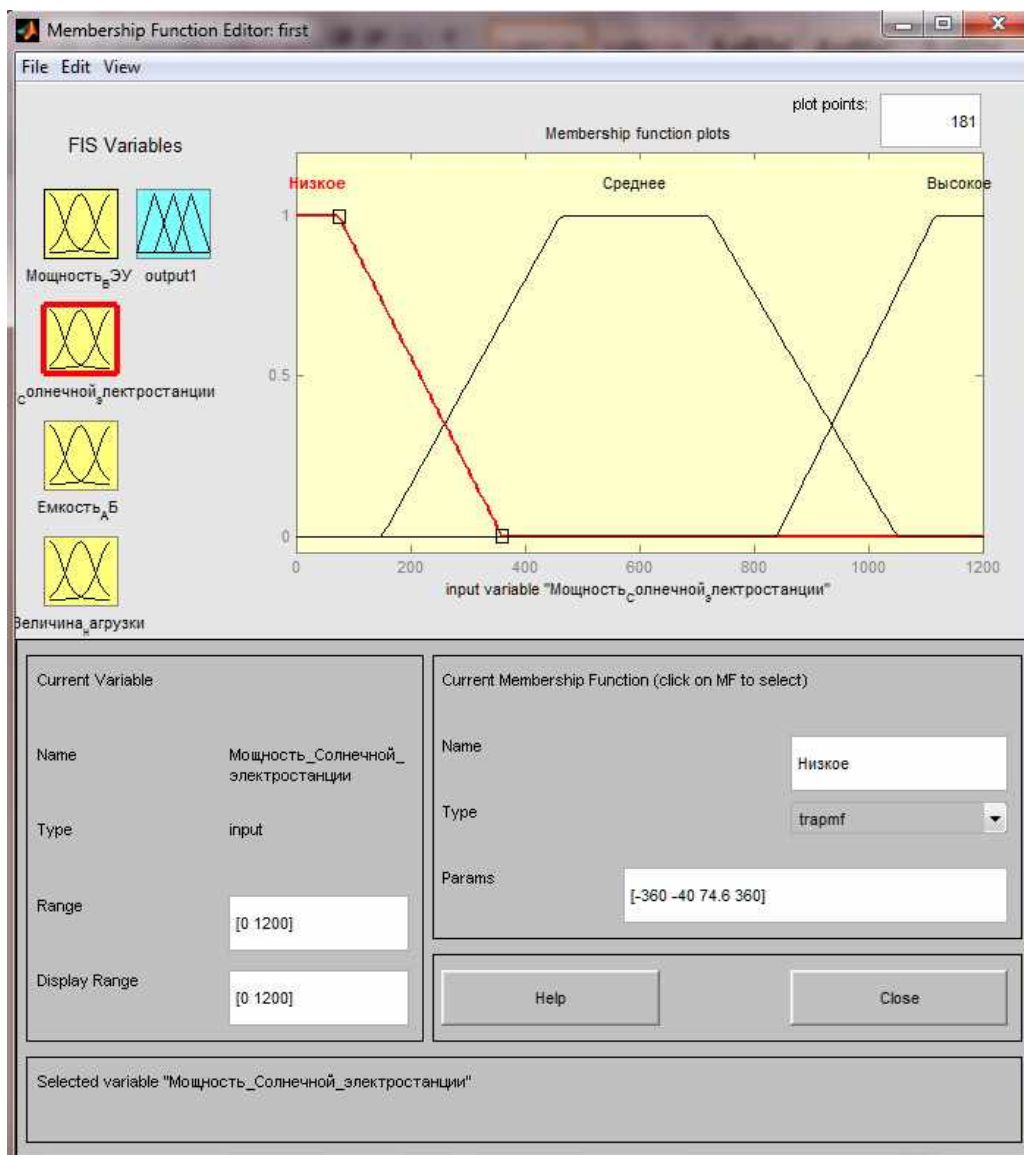 Membership Function Editor: first
File Edit View
plot points:
181
FIS Variables
Membership function plots
Мощность_ВЭУ
output1
Солнечной_электростанции
Емкость_АБ
Величина_нагрузки
Низкое
Среднее
Высокое
1
0.5
0
0 200 400 600 800 1000 1200
input variable "Мощность_Солнечной_электростанции"
Current Variable
Name
Мощность_Солнечной_
электростанции
Type
input
Range
[0 1200]
Display Range
[0 1200]
Current Membership Function (click on MF to select)
Name
Низкое
Type
trapmf
Params
[-360 -40 74.6 360]
Help
Close
Selected variable "Мощность_Солнечной_электростанции"